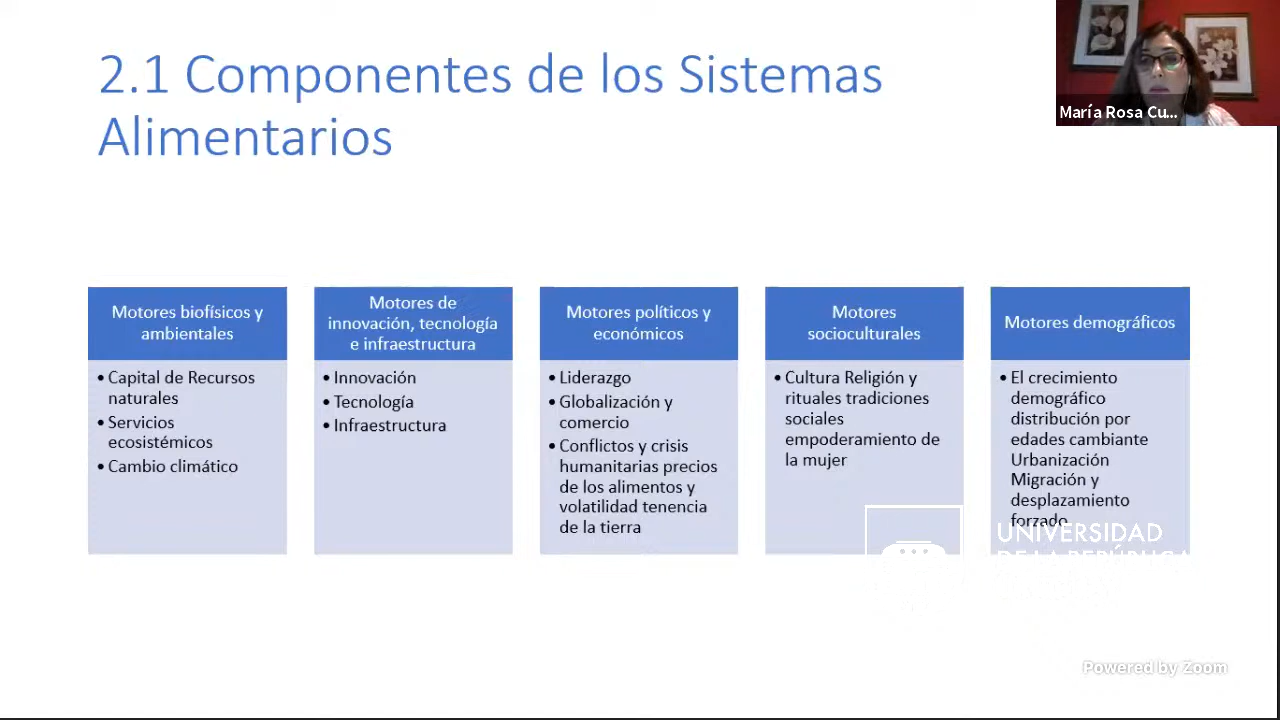 2.1 Componentes de los Sistemas
Alimentarios
María Rosa Cu...
Motores biofísicos y
ambientales
• Capital de Recursos
naturales
• Servicios
ecosistémicos
• Cambio climático
Motores de
innovación, tecnología
e infraestructura
• Innovación
• Tecnología
• Infraestructura
Motores políticos y
económicos
• Liderazgo
• Globalización y
comercio
• Conflictos y crisis
humanitarias precios
de los alimentos y
volatilidad tenencia
de la tierra
Motores
socioculturales
• Cultura Religión y
rituales tradiciones
sociales
empoderamiento de
la mujer
Motores demográficos
• El crecimiento
demográfico
distribución por
edades cambiante
Urbanización
Migración y
desplazamiento
forzado
UNIVERSIDAD
DE LA REPÚBLICA
Powered by Zoom